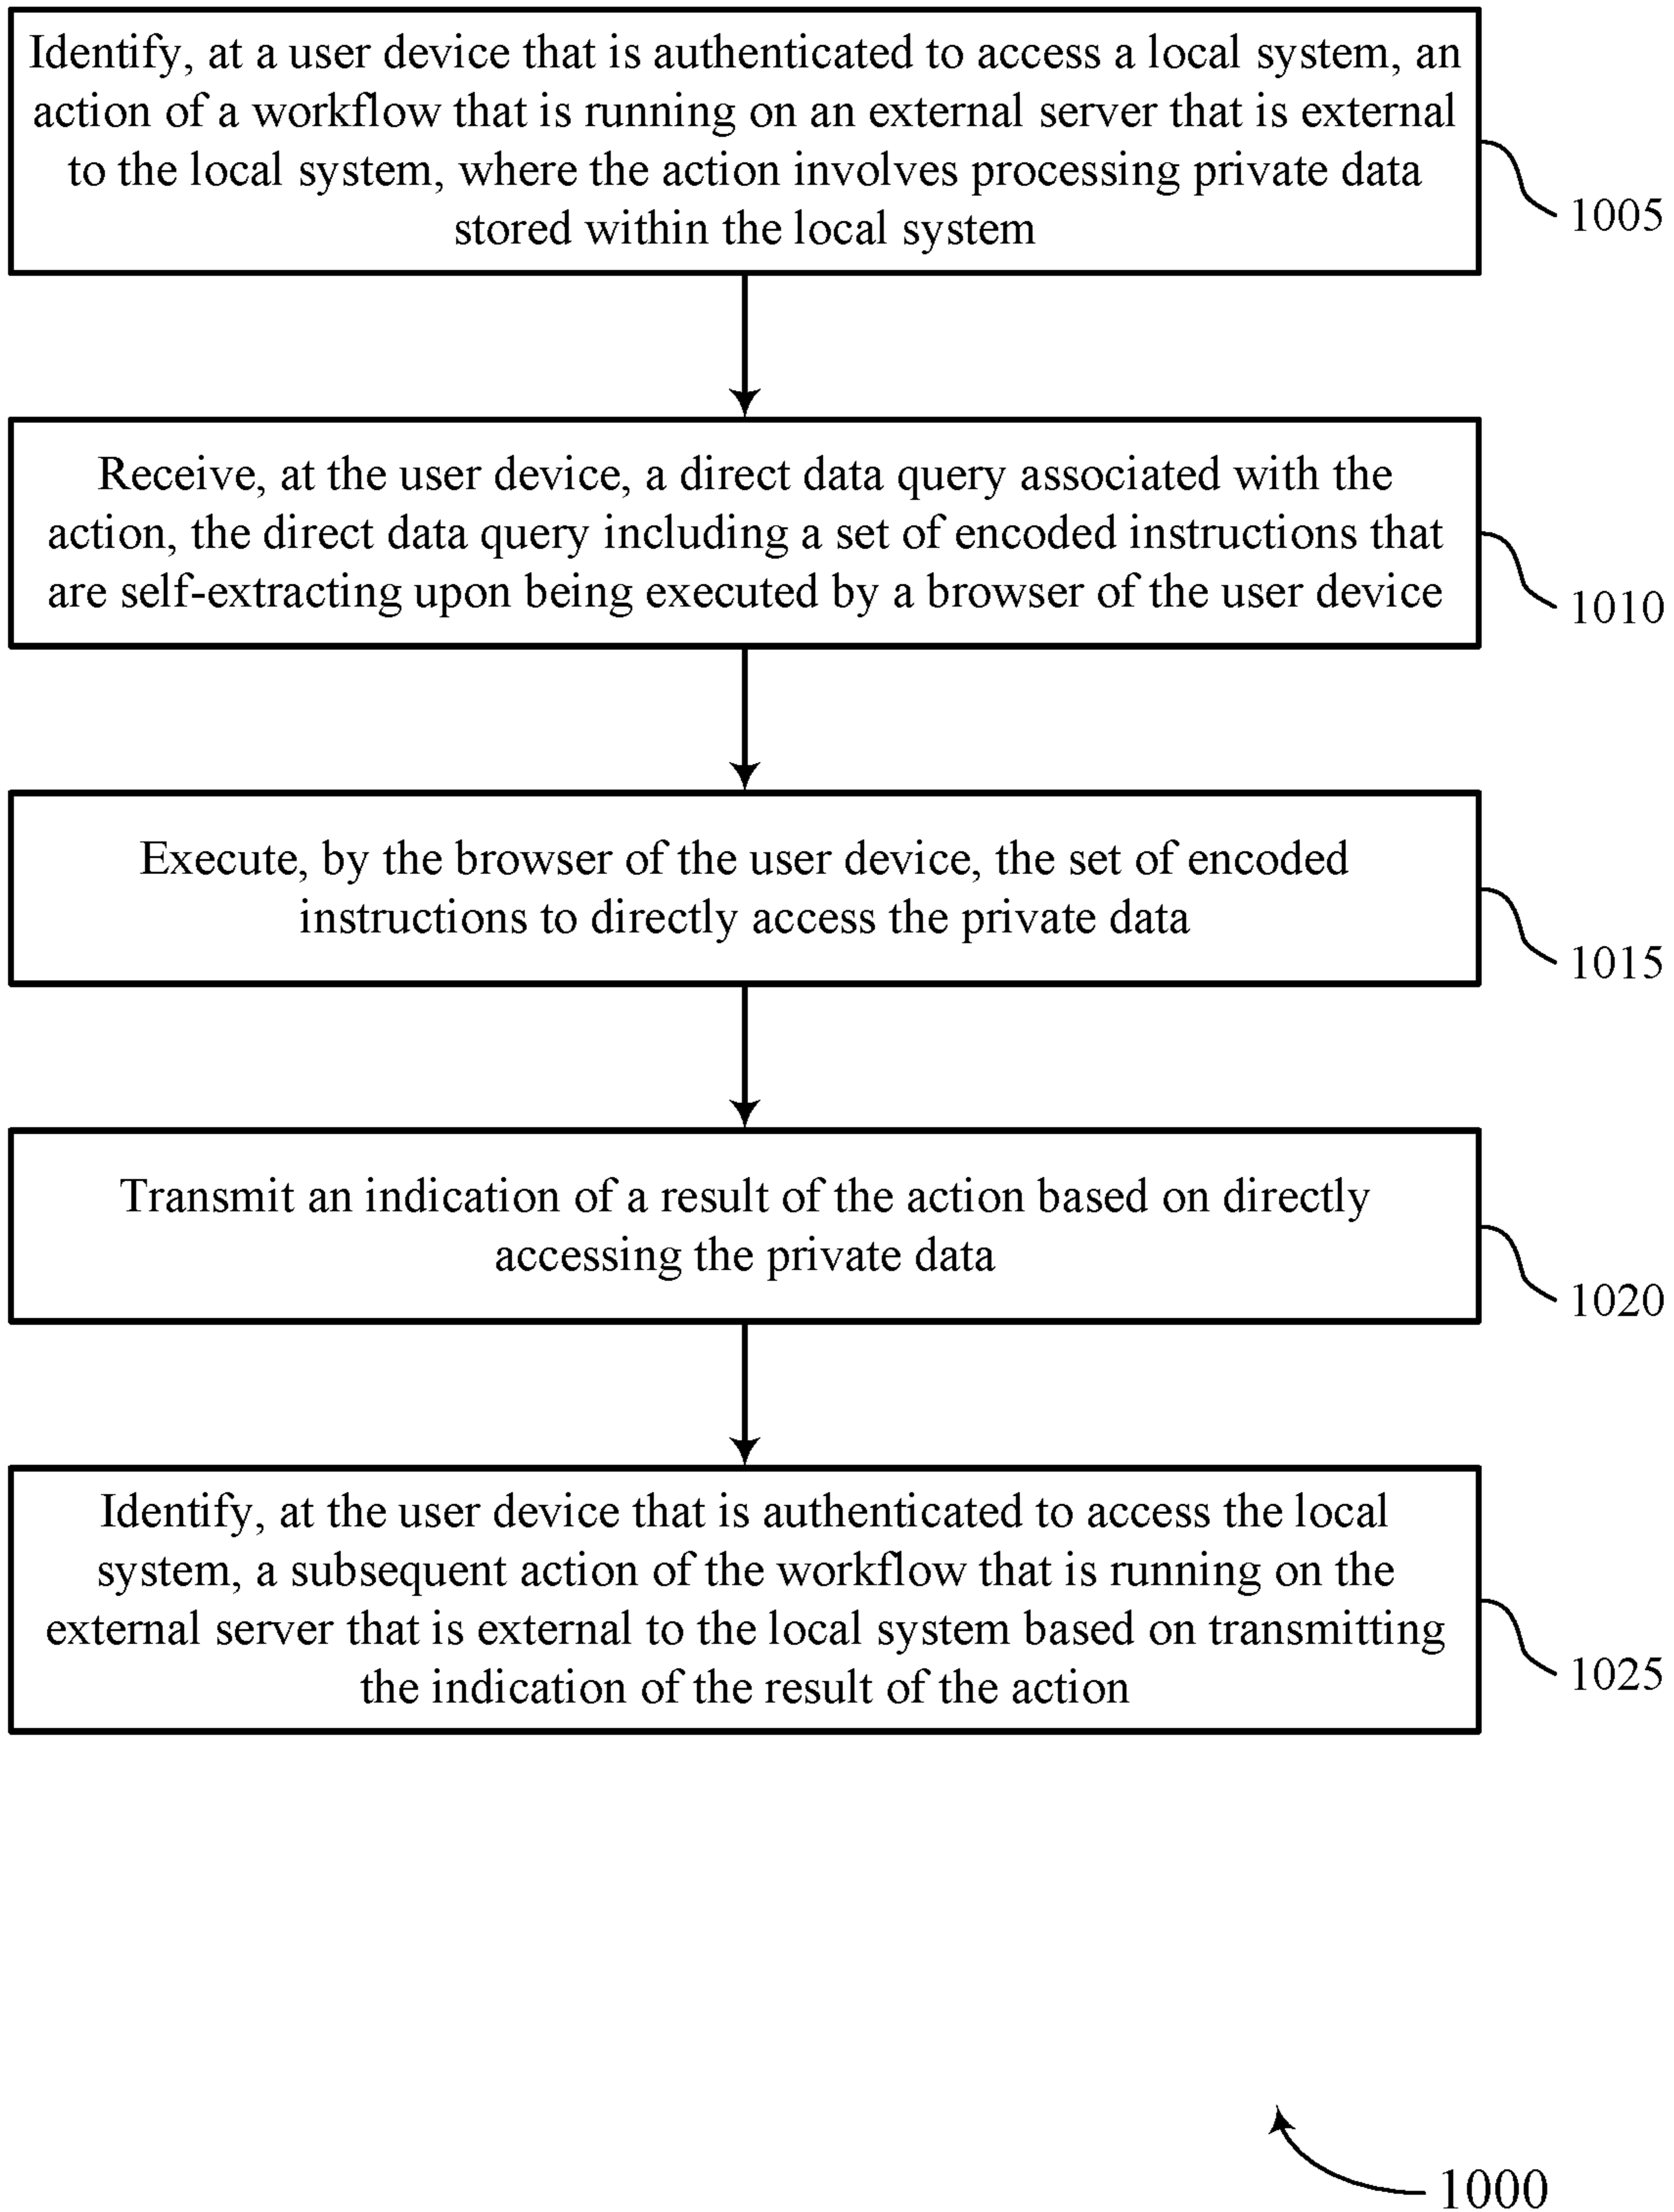 Identify, at a user device that is authenticated to access a local system, an
action of a workflow that is running on an external server that is external
to the local system, where the action involves processing private data
stored within the local system
1005
Receive, at the user device, a direct data query associated with the
action, the direct data query including a set of encoded instructions that
are self-extracting upon being executed by a browser of the user device
1010
Execute, by the browser of the user device, the set of encoded
instructions to directly access the private data
1015
Transmit an indication of a result of the action based on directly
accessing the private data
1020
Identify, at the user device that is authenticated to access the local
system, a subsequent action of the workflow that is running on the
external server that is external to the local system based on transmitting
the indication of the result of the action
1025
1000